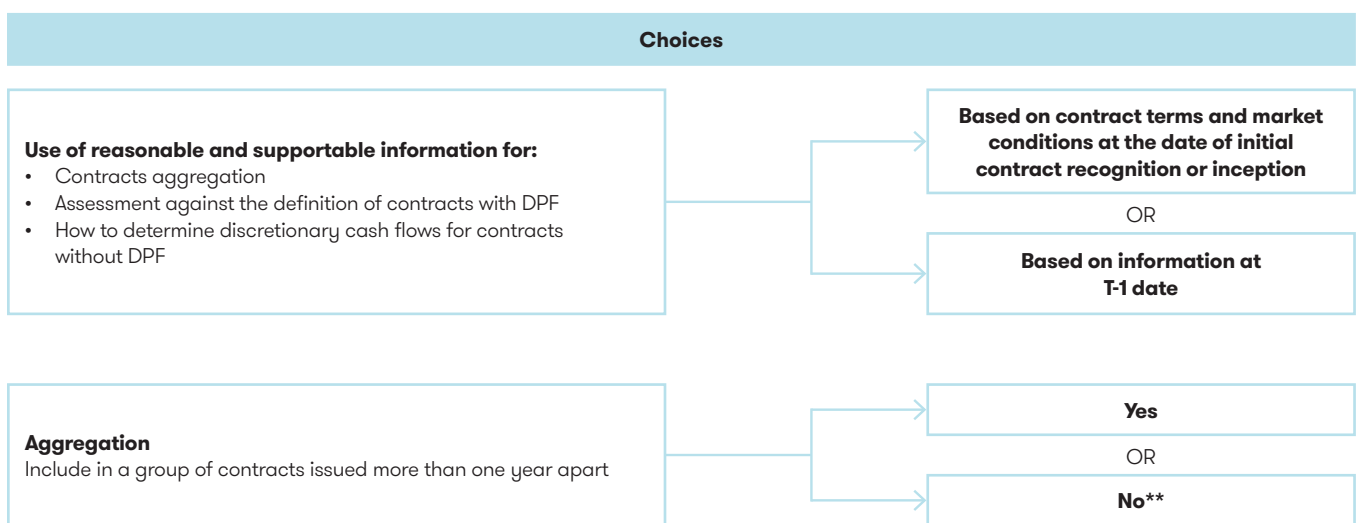 Choices
Use of reasonable and supportable information for:
• Contracts aggregation
• Assessment against the definition of contracts with DPF
• How to determine discretionary cash flows for contracts
without DPF
Based on contract terms and market
conditions at the date of initial
contract recognition or inception
OR
Based on information at
T-1 date
Aggregation
Include in a group of contracts issued more than one year apart
Yes
OR
No**